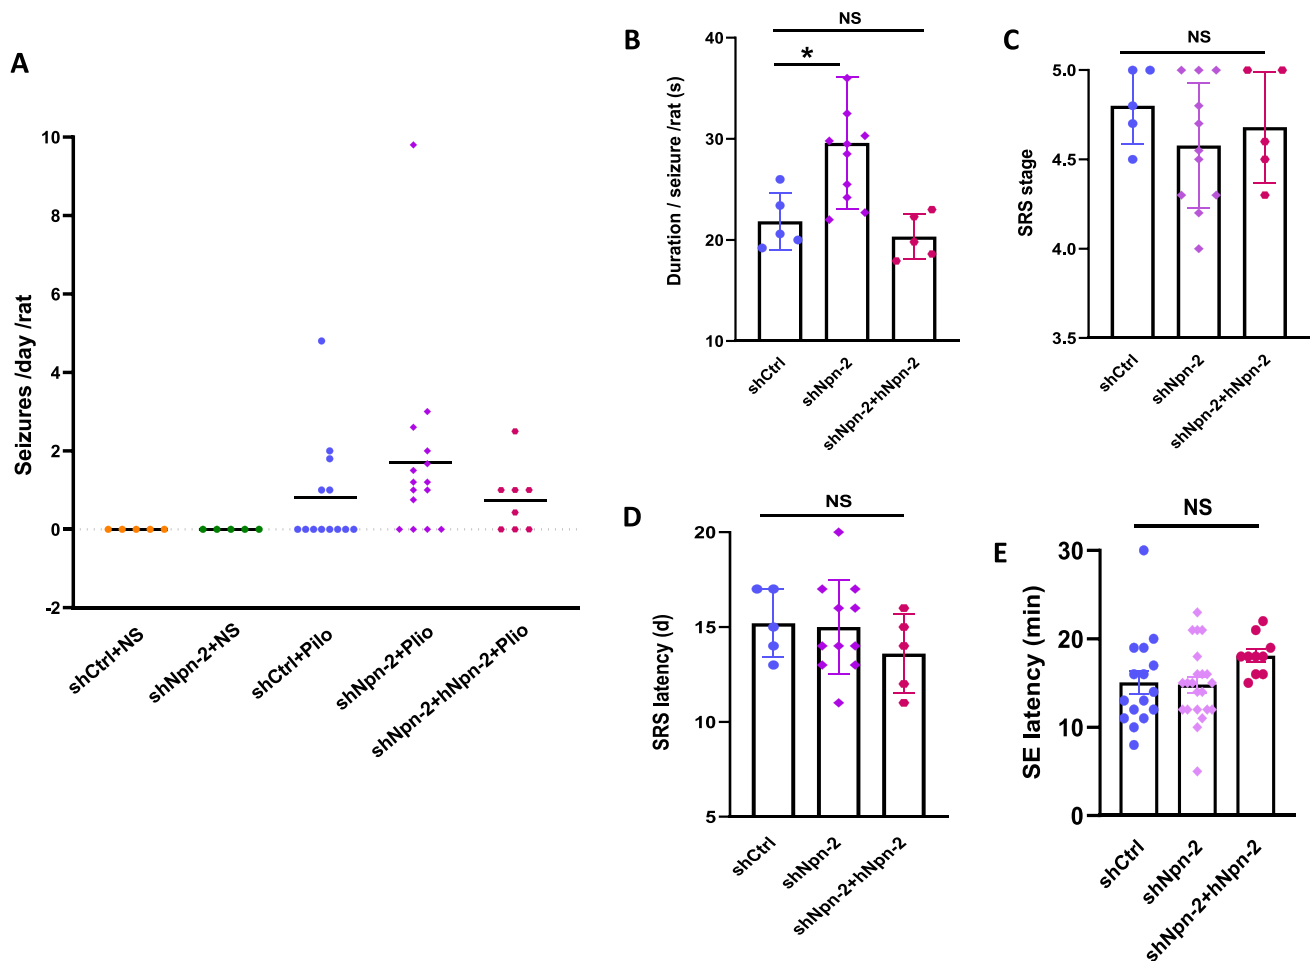 A
Seizures /day /rat
10
8
6
4
2
0
-2
shCtrl+NS
shNpn-2+NS
shCtrl+Pilo
shNpn-2+Plio
shNpn-2+hNpn-2+Plio
B
NS
*
Duration / seizure /rat (s)
40
30
20
10
shCtrl
shNpn-2
shNpn-2+hNpn-2
C
NS
SRS stage
5.0
4.5
4.0
3.5
shCtrl
shNpn-2
shNpn-2+hNpn-2
D
NS
SRS latency (d)
20
15
10
5
shCtrl
shNpn-2
shNpn-2+hNpn-2
E
NS
SE latency (min)
30
20
10
0
shCtrl
shNpn-2
shNpn-2+hNpn-2